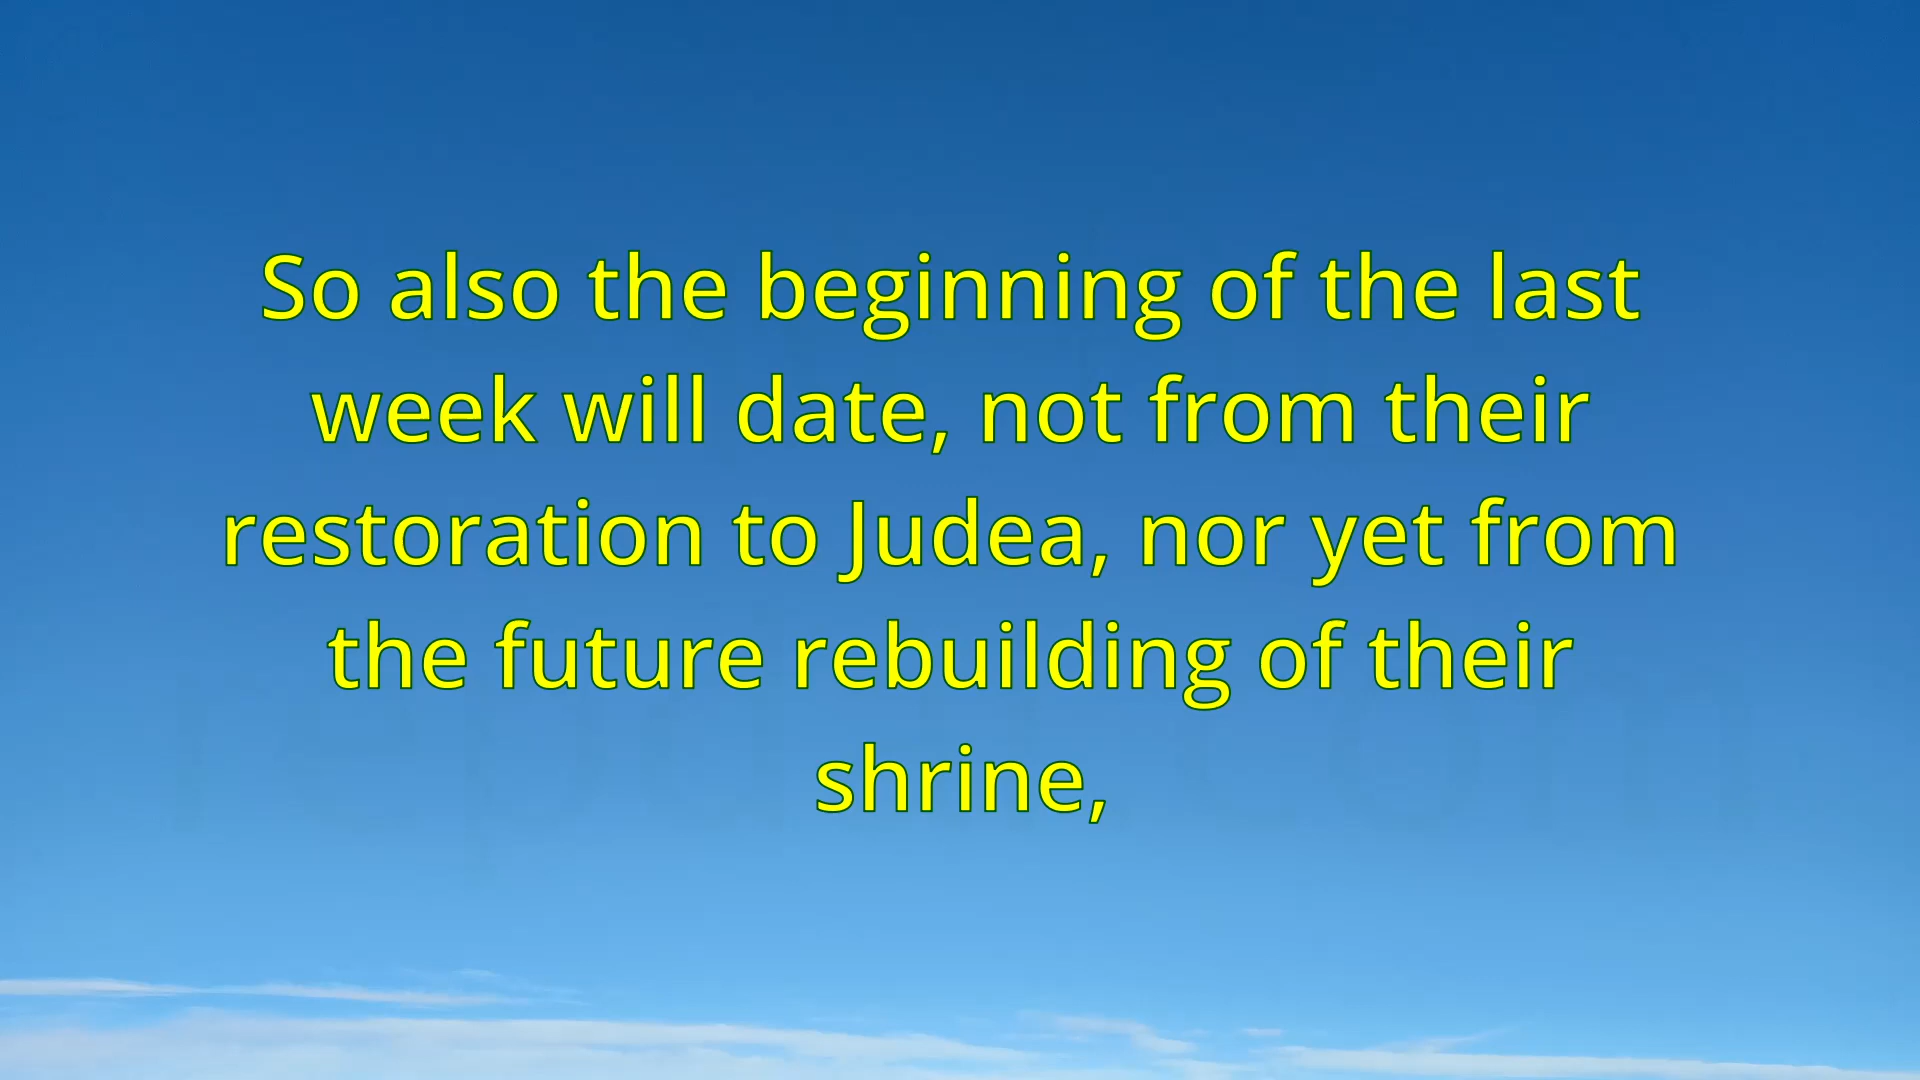 So also the beginning of the last
week will date, not from their
restoration to Judea, nor yet from
the future rebuilding of their
shrine,